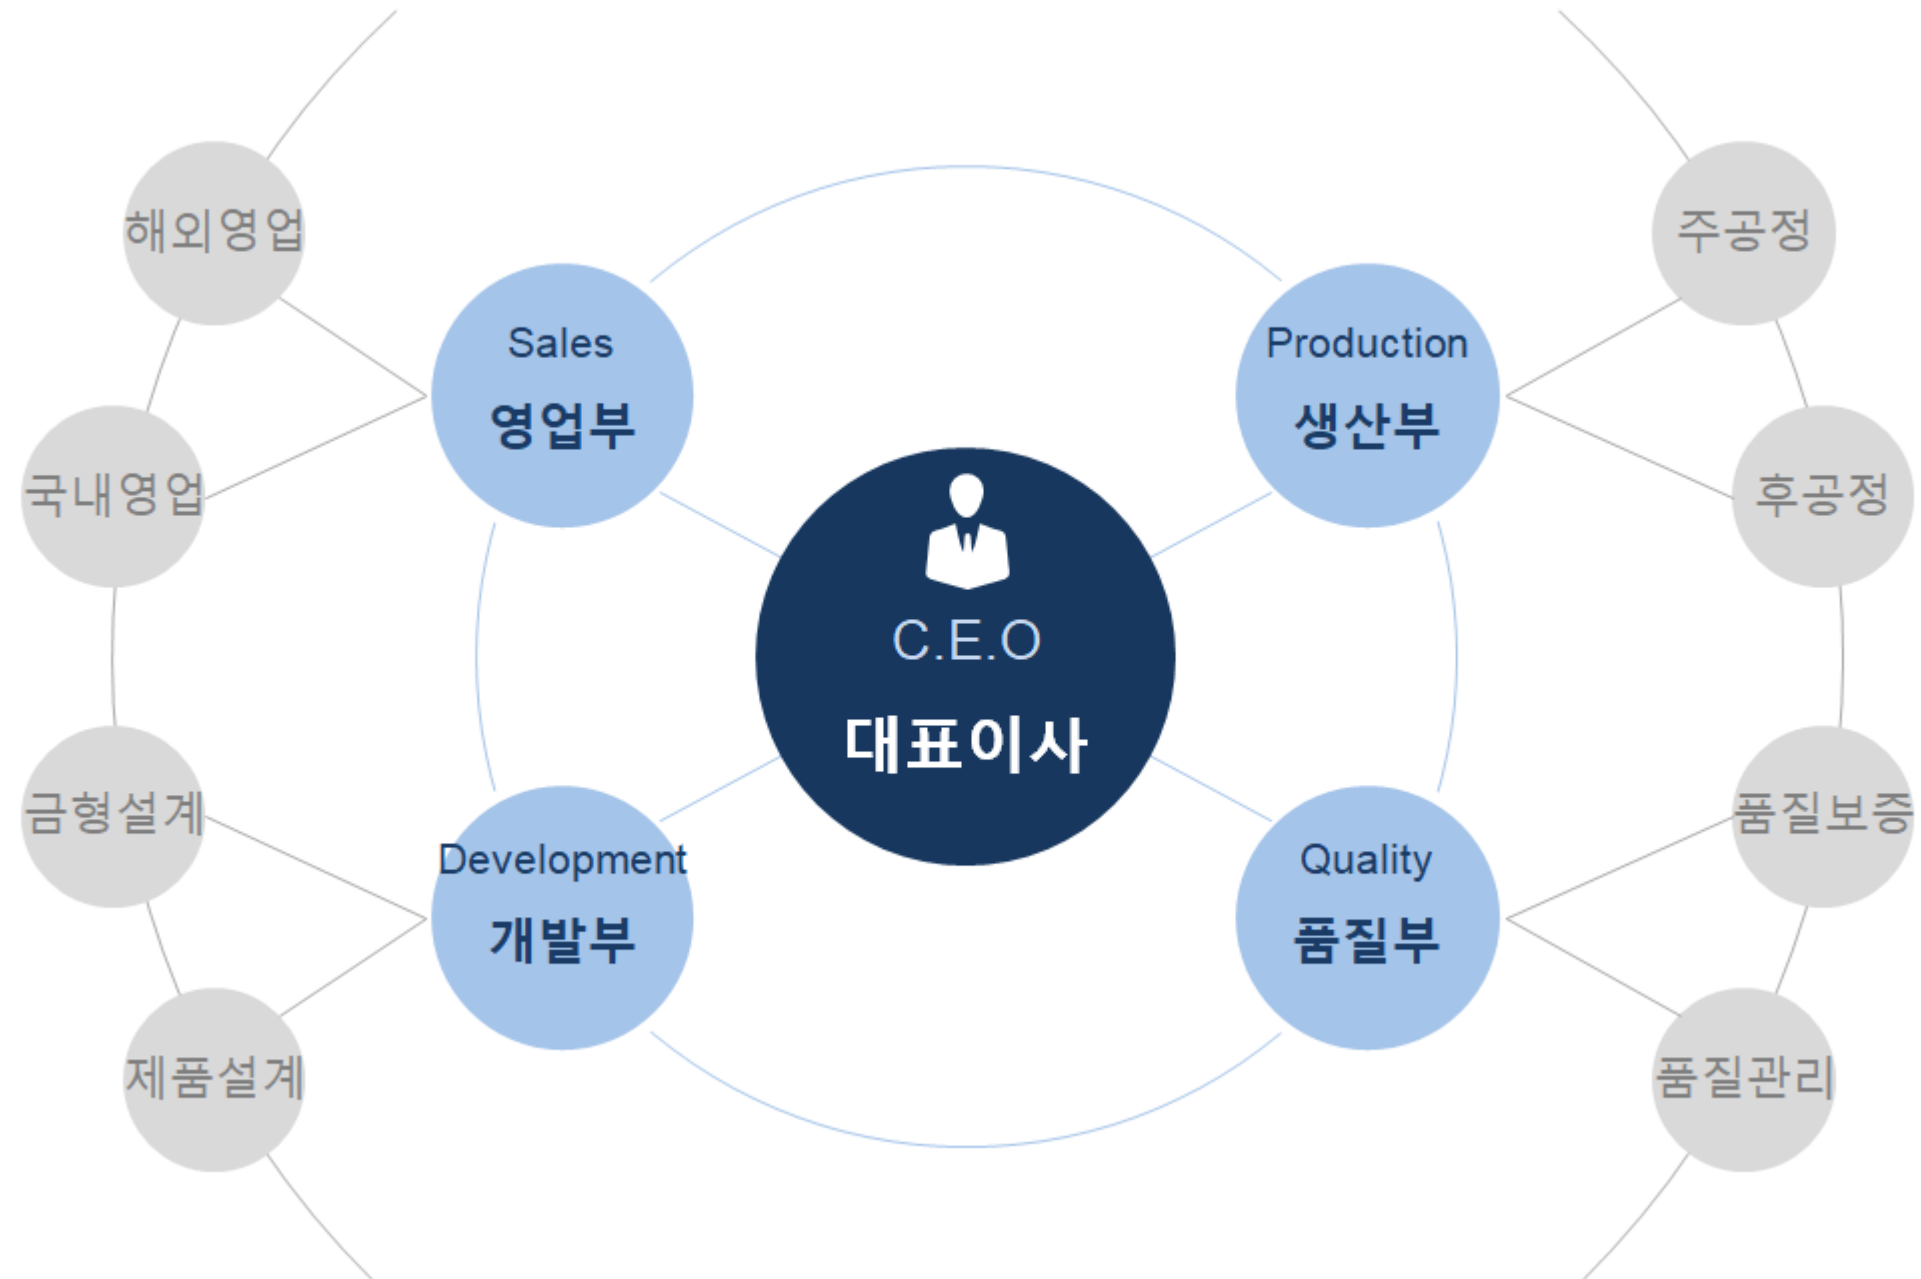 해외영업
주공정
Sales
영업부
Production
생산부
국내영업
후공정
C.E.O
대표이사
금형설계
품질보증
Development
개발부
Quality
품질부
제품설계
품질관리